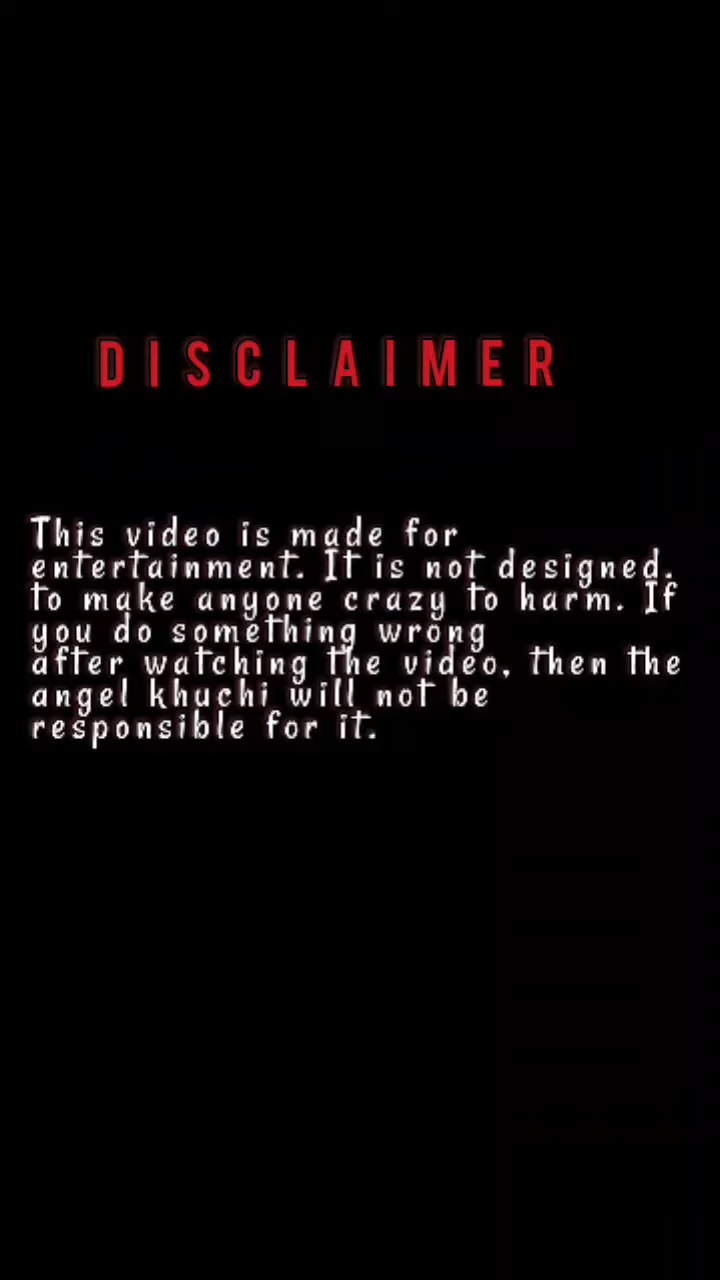 DISCLAIMER
This video is made for
entertainment. It is not designed.
to make anyone crazy to harm. If
you do something wrong
after watching the video, then the
angel khuchi will not be
responsible for it.